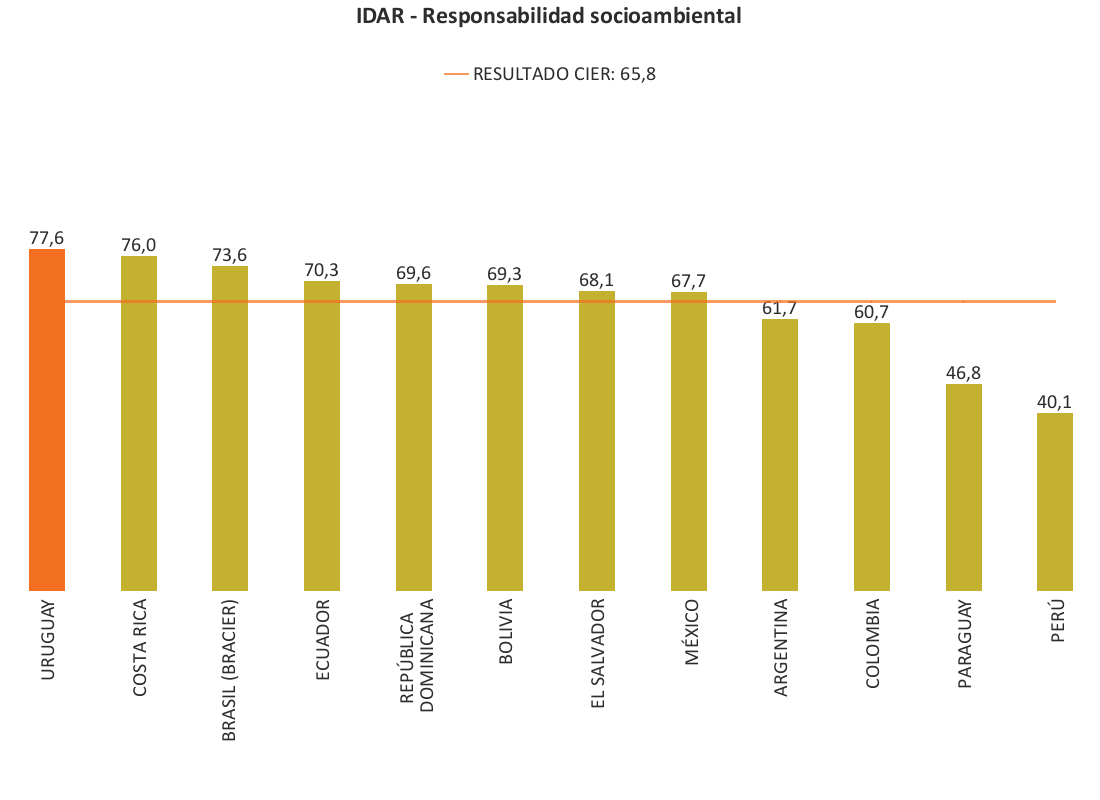 IDAR - Responsabilidad socioambiental
RESULTADO CIER: 65,8
77,6
76,0
73,6
70,3
69,6
69,3
68,1
67,7
61,7
60,7
46,8
40,1
URUGUAY
COSTA RICA
BRASIL (BRACIER)
ECUADOR
REPÚBLICA
DOMINICANA
BOLIVIA
EL SALVADOR
MÉXICO
ARGENTINA
COLOMBIA
PARAGUAY
PERÚ